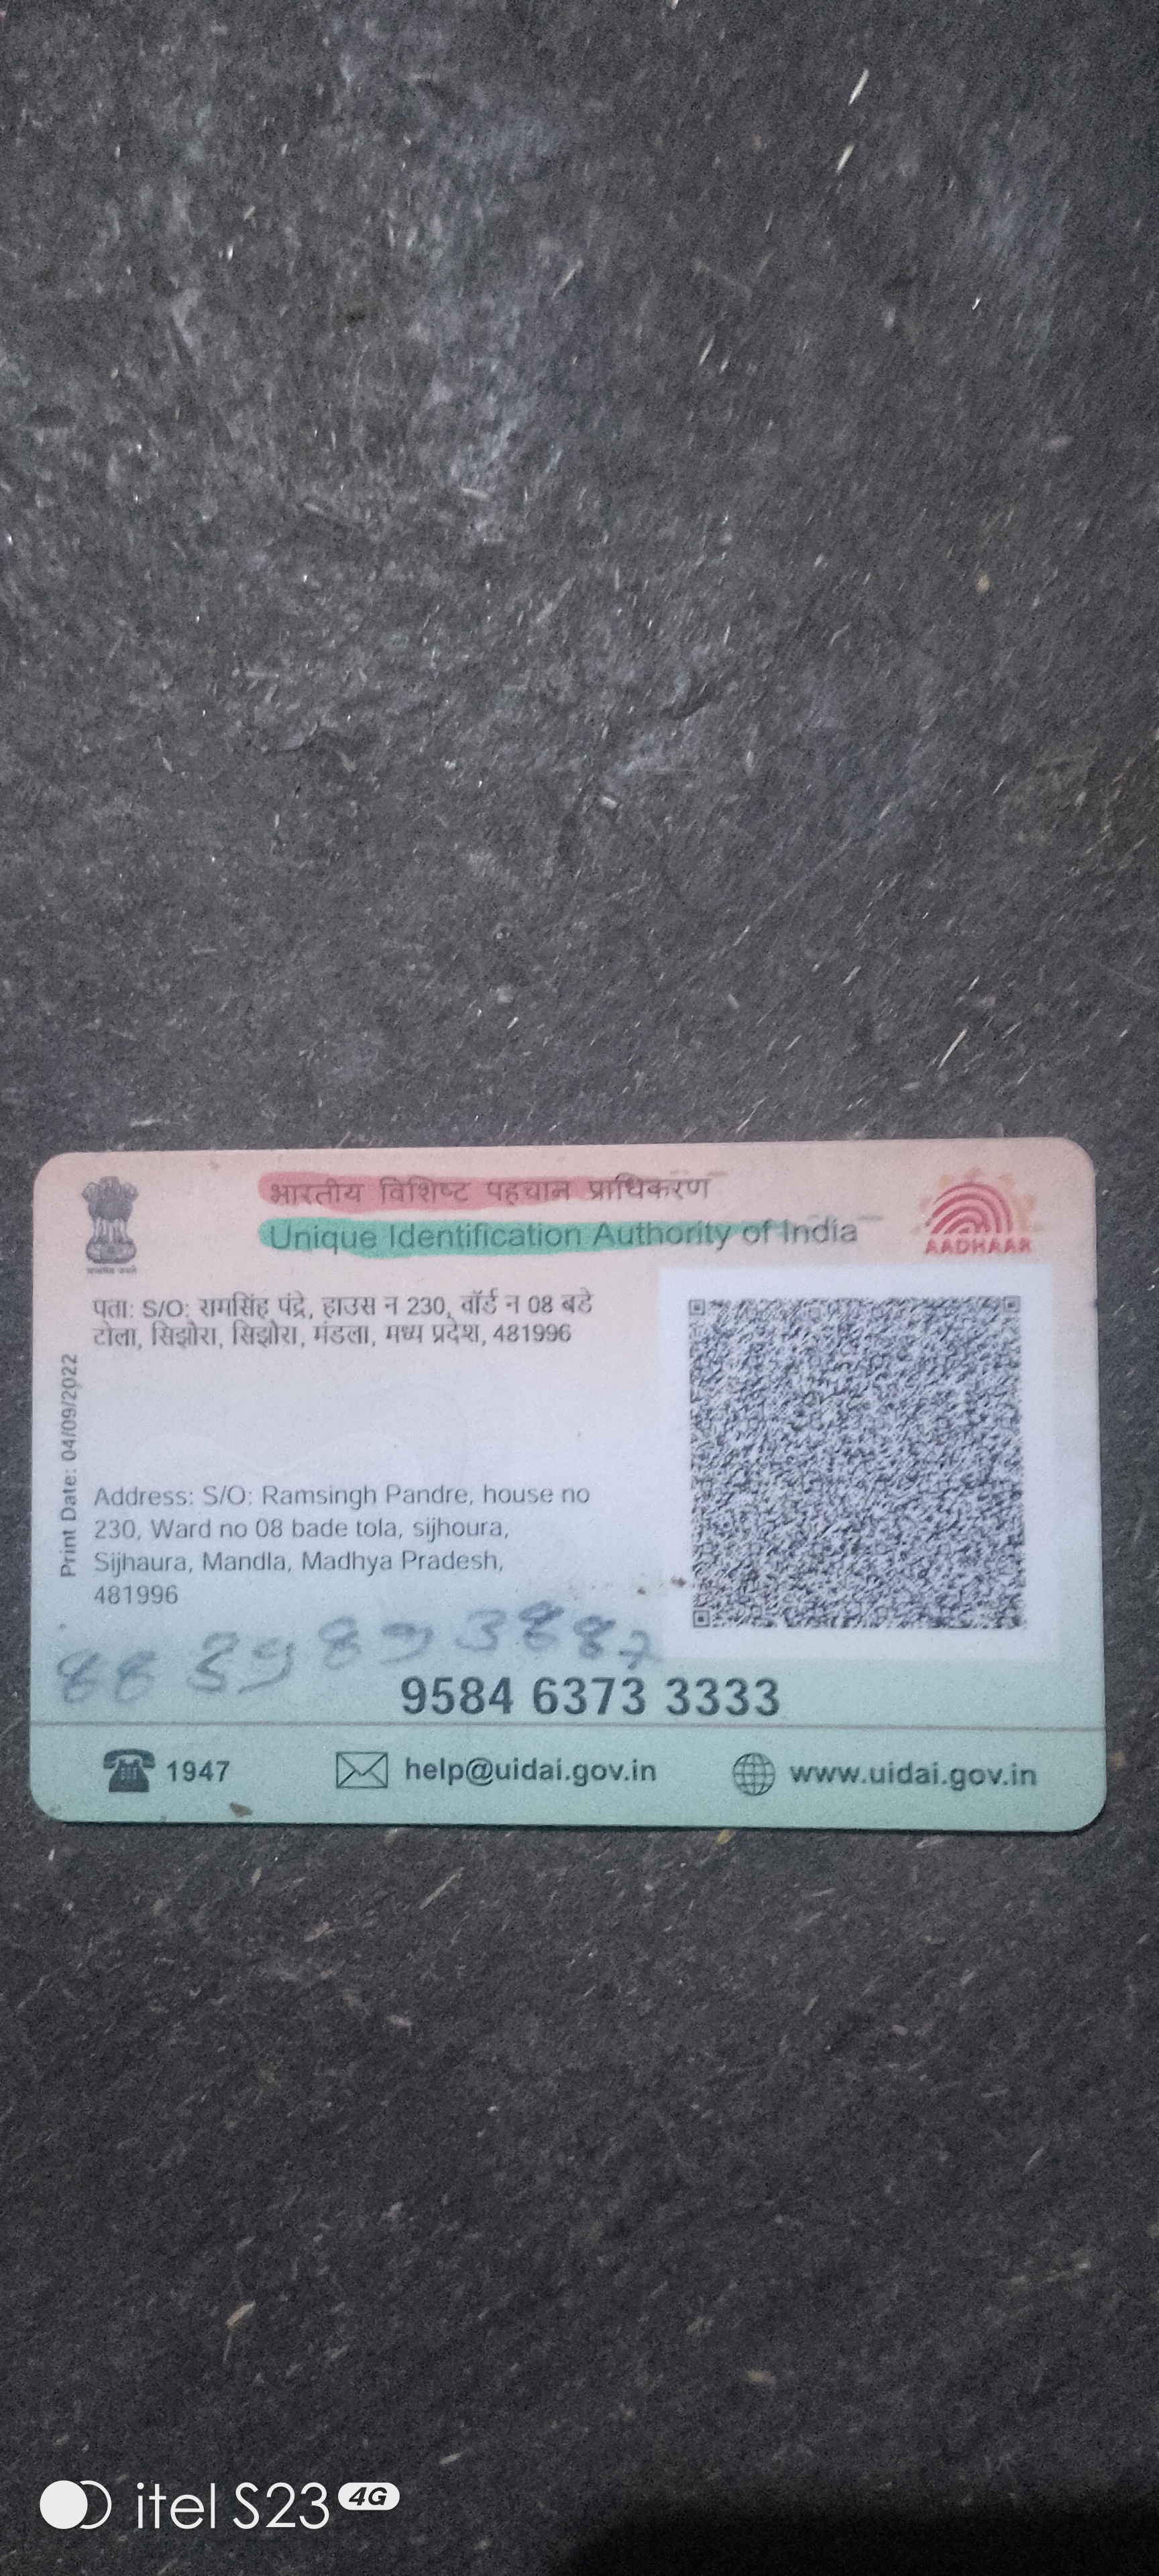 भारतीय विशिष्ट पहचान प्राधिकरण
Unique Identification Authority of India
AADHAAR
पता: S/O: रामसिंह पंद्रे, हाउस न 230, वॉर्ड न 08 बडे
टोला, सिझौरा, सिझोरा, मंडला, मध्य प्रदेश, 481996
Print Date: 04/09/2022
Address: S/O: Ramsingh Pandre, house no
230, Ward no 08 bade tola, sijhoura,
Sijhaura, Mandla, Madhya Pradesh,
481996
9584 6373 3333
1947
help@uidai.gov.in
www.uidai.gov.in
itel S23 4G